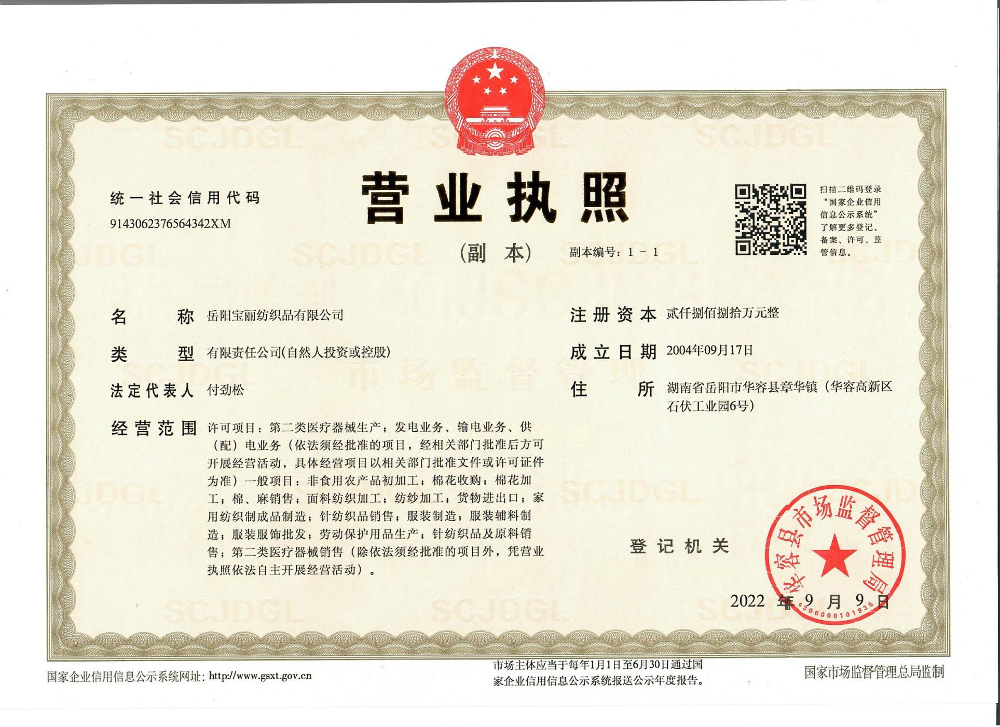 营业执照
(副 本)
副本编号：1-1
统一社会信用代码
9143062376564342XM
扫描二维码登录
“国家企业信用
信息公示系统”
了解更多登记、
备案、许可、监
管信息。
名称 岳阳宝丽纺织品有限公司
类型 有限责任公司(自然人投资或控股)
法定代表人 付劲松
经营范围 许可项目：第二类医疗器械生产；发电业务、输电业务、供
（配）电业务（依法须经批准的项目，经相关部门批准后方可
开展经营活动，具体经营项目以相关部门批准文件或许可证件
为准）一般项目：非食用农产品初加工；棉花收购；棉花加
工；棉、麻销售；面料纺织加工；纺纱加工；货物进出口；家
用纺织制成品制造；针纺织品销售；服装制造；服装辅料制
造；服装服饰批发；劳动保护用品生产；针纺织品及原料销
售；第二类医疗器械销售（除依法须经批准的项目外，凭营业
执照依法自主开展经营活动）。
注册资本 贰仟捌佰捌拾万元整
成立日期 2004年09月17日
住所 湖南省岳阳市华容县章华镇（华容高新区
石伏工业园6号）
登记机关
华容县市场监督管理局
4306000101935
2022 年 9 月 9 日
国家企业信用信息公示系统网址：http://www.gsxt.gov.cn
市场主体应当于每年1月1日至6月30日通过国
家企业信用信息公示系统报送公示年度报告。
国家市场监督管理总局监制
SCJDGL
市场监督管理